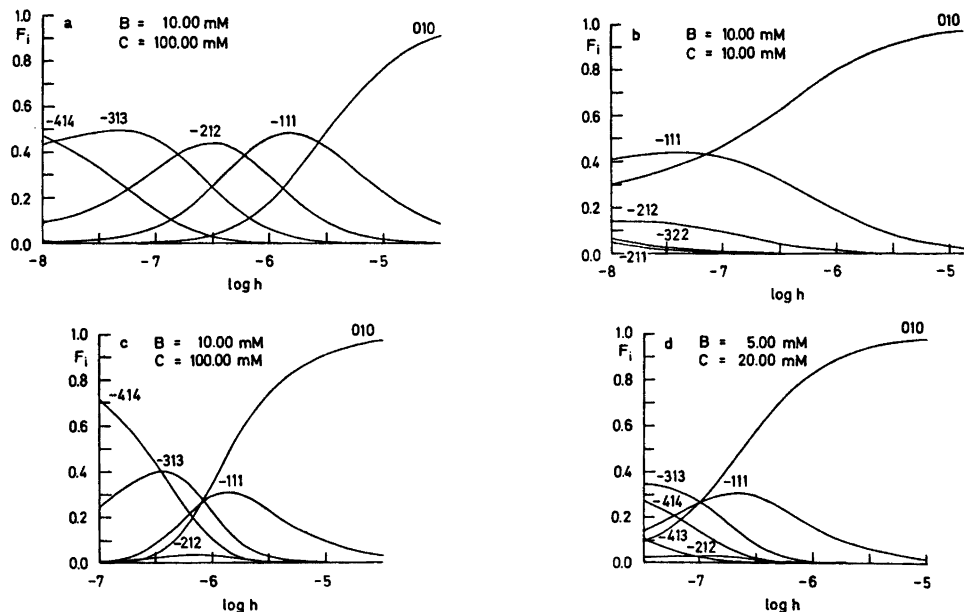 a
B = 10.00 mM
C = 100.00 mM
010
Fi
1.0
0.8
0.6
0.4
0.2
0.0
-414
-313
-212
-111
-8
-7
-6
-5
log h
b
B = 10.00 mM
C = 10.00 mM
010
Fi
1.0
0.8
0.6
0.4
0.2
0.0
-111
-212
-322
-211
-8
-7
-6
-5
log h
c
B = 10.00 mM
C = 100.00 mM
010
Fi
1.0
0.8
0.6
0.4
0.2
0.0
-414
-313
-111
-212
-7
-6
-5
log h
d
B = 5.00 mM
C = 20.00 mM
010
Fi
1.0
0.8
0.6
0.4
0.2
0.0
-313
-414
-111
-413
-212
-7
-6
-5
log h